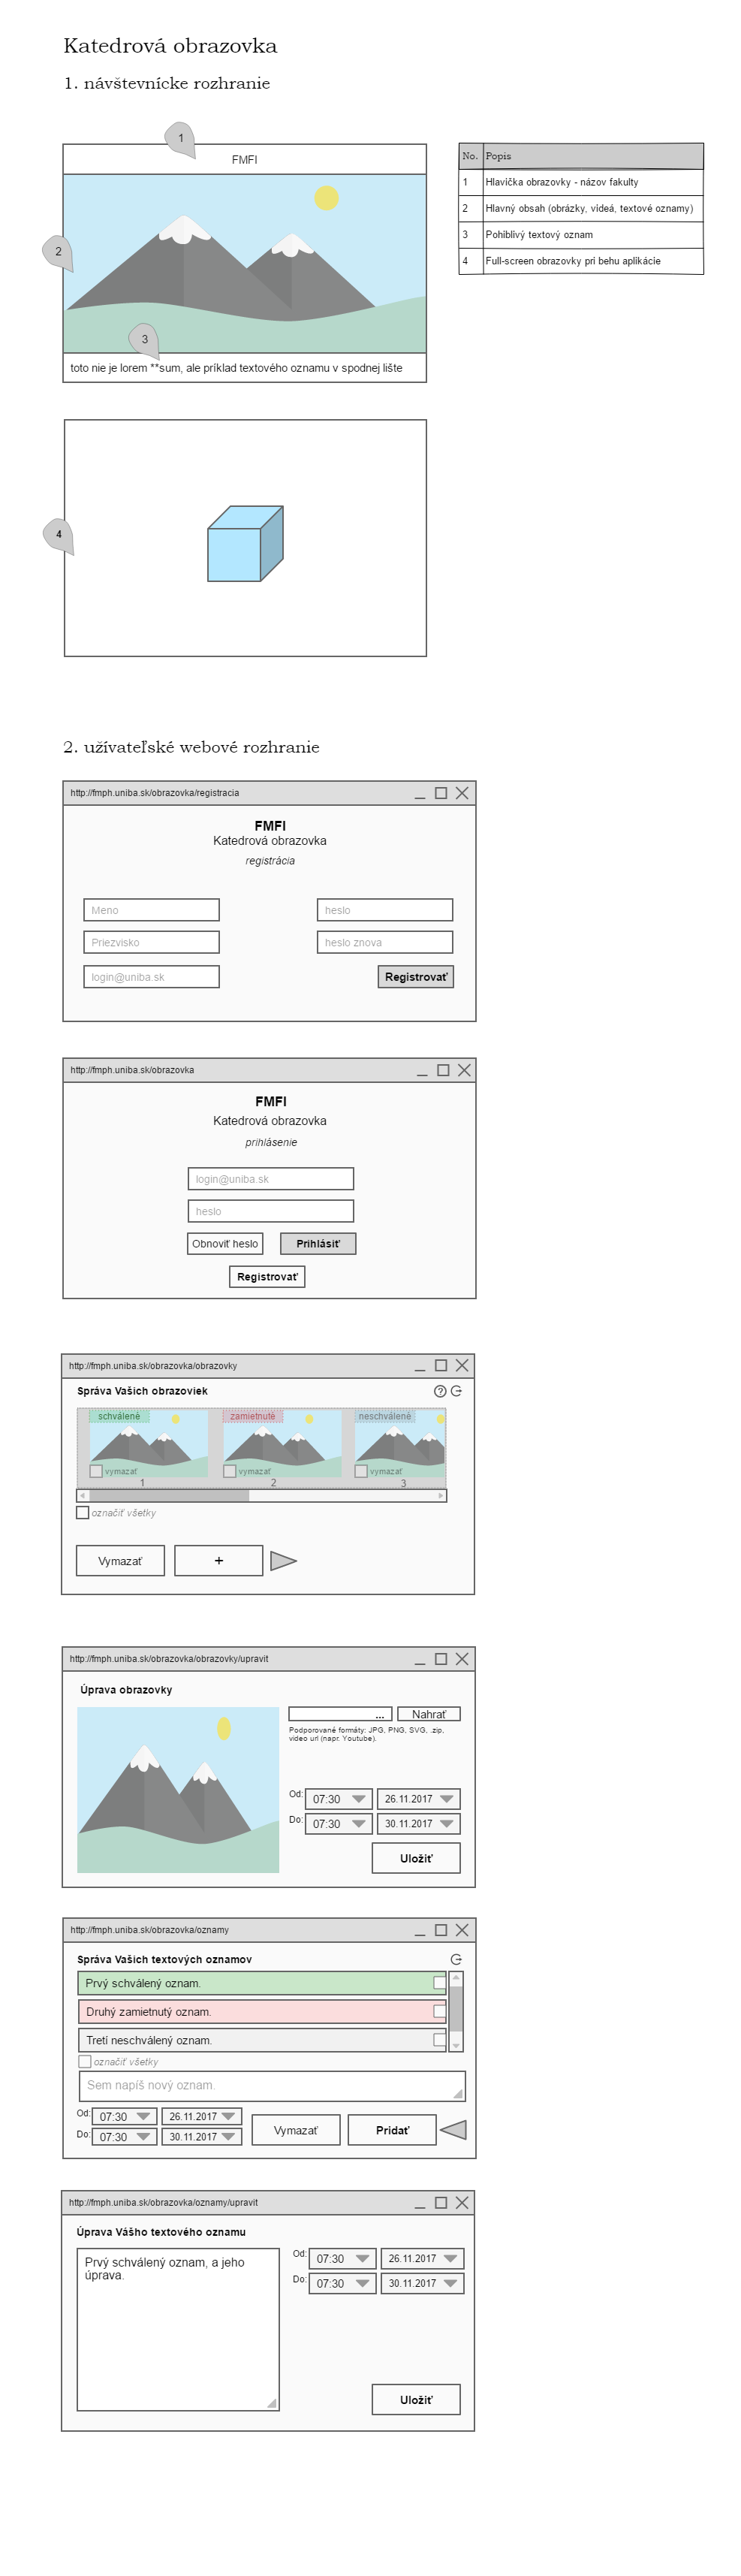 Katedrová obrazovka
1. návštevnícke rozhranie
1
FMFI
2
3
toto nie je lorem **sum, ale príklad textového oznamu v spodnej lište
No. Popis
1 Hlavička obrazovky - názov fakulty
2 Hlavný obsah (obrázky, videá, textové oznamy)
3 Pohiblivý textový oznam
4 Full-screen obrazovky pri behu aplikácie
4
2. užívateľské webové rozhranie
http://fmph.uniba.sk/obrazovka/registracia
FMFI
Katedrová obrazovka
registrácia
Meno heslo
Priezvisko heslo znova
login@uniba.sk Registrovať
http://fmph.uniba.sk/obrazovka
FMFI
Katedrová obrazovka
prihlásenie
login@uniba.sk
heslo
Obnoviť heslo Prihlásiť
Registrovať
http://fmph.uniba.sk/obrazovka/obrazovky
Správa Vašich obrazoviek ?
schválené zamietnuté neschválené
vymazať vymazať vymazať
1 2 3
označiť všetky
Vymazať +
http://fmph.uniba.sk/obrazovka/obrazovky/upravit
Úprava obrazovky
... Nahrať
Podporované formáty: JPG, PNG, SVG, .zip,
video url (napr. Youtube).
Od: 07:30 26.11.2017
Do: 07:30 30.11.2017
Uložiť
http://fmph.uniba.sk/obrazovka/oznamy
Správa Vašich textových oznamov
Prvý schválený oznam.
Druhý zamietnutý oznam.
Tretí neschválený oznam.
označiť všetky
Sem napíš nový oznam.
Od: 07:30 26.11.2017
Do: 07:30 30.11.2017
Vymazať Pridať
http://fmph.uniba.sk/obrazovka/oznamy/upravit
Úprava Vášho textového oznamu
Prvý schválený oznam, a jeho
úprava.
Od: 07:30 26.11.2017
Do: 07:30 30.11.2017
Uložiť